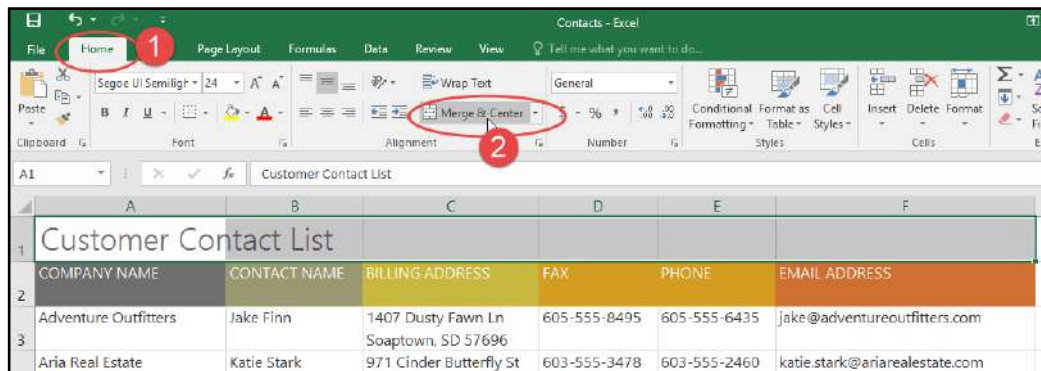 Contacts - Excel
File Home 1 Page Layout Formulas Data Review View Tell me what you want to do...
Segoe UI Semiligh 24 A A Wrap Text General
Paste B I U A Merge & Center $ % , Conditional Formatting Format as Table Cell Styles Insert Delete Format
2
Clipboard Font Alignment Number Styles Cells
A1 fx Customer Contact List
A B C D E F
1 Customer Contact List
2 COMPANY NAME CONTACT NAME BILLING ADDRESS FAX PHONE EMAIL ADDRESS
3 Adventure Outfitters Jake Finn 1407 Dusty Fawn Ln 605-555-8495 605-555-6435 jake@adventureoutfitters.com
Soaptown, SD 57696
Aria Real Estate Katie Stark 971 Cinder Butterfly St 603-555-3478 603-555-2460 katie.stark@ariarealestate.com